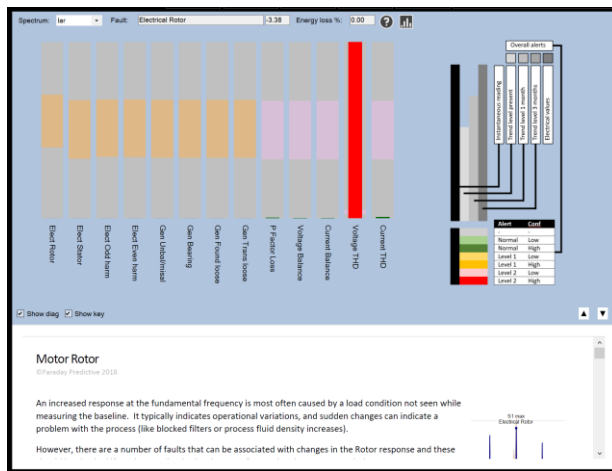 Spectrum: Ier Fault: Electrical Rotor -3.38 Energy loss %: 0.00 ?
Overall alerts
Instantaneous reading
Trend level present
Trend level 1 month
Trend level 3 months
Electrical values
Elect Rotor
Elect Stator
Elect Odd harm
Elect Even harm
Gen Unbal/misal
Gen Bearing
Gen Found loose
Gen Trans loose
P Factor Loss
Voltage Balance
Current Balance
Voltage THD
Current THD
Alert Conf
- -
Normal Low
Normal High
Level 1 Low
Level 1 High
Level 2 Low
Level 2 High
Show diag Show key
Motor Rotor
©Faraday Predictive 2018
An increased response at the fundamental frequency is most often caused by a load condition not seen while
measuring the baseline. It typically indicates operational variations, and sudden changes can indicate a
problem with the process (like blocked filters or process fluid density increases).
However, there are a number of faults that can be associated with changes in the Rotor response and these
S1 max
Electrical Rotor